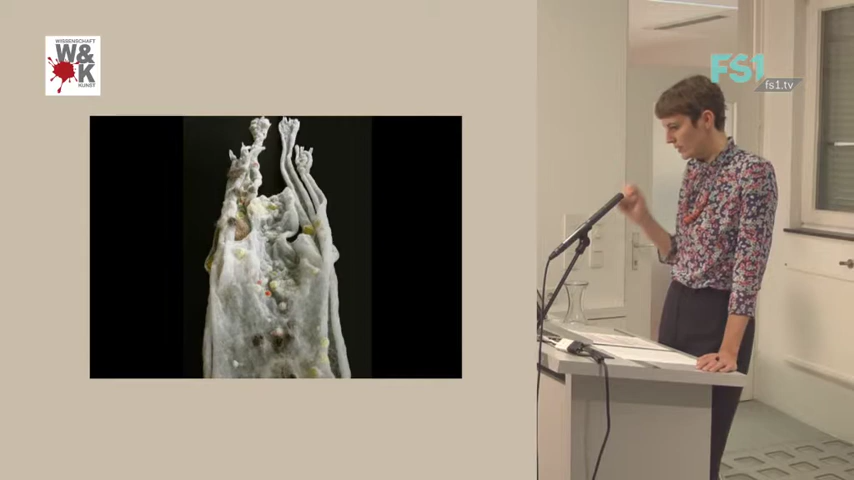 WISSENSCHAFT
W&
K
KUNST
FS1
fs1.tv